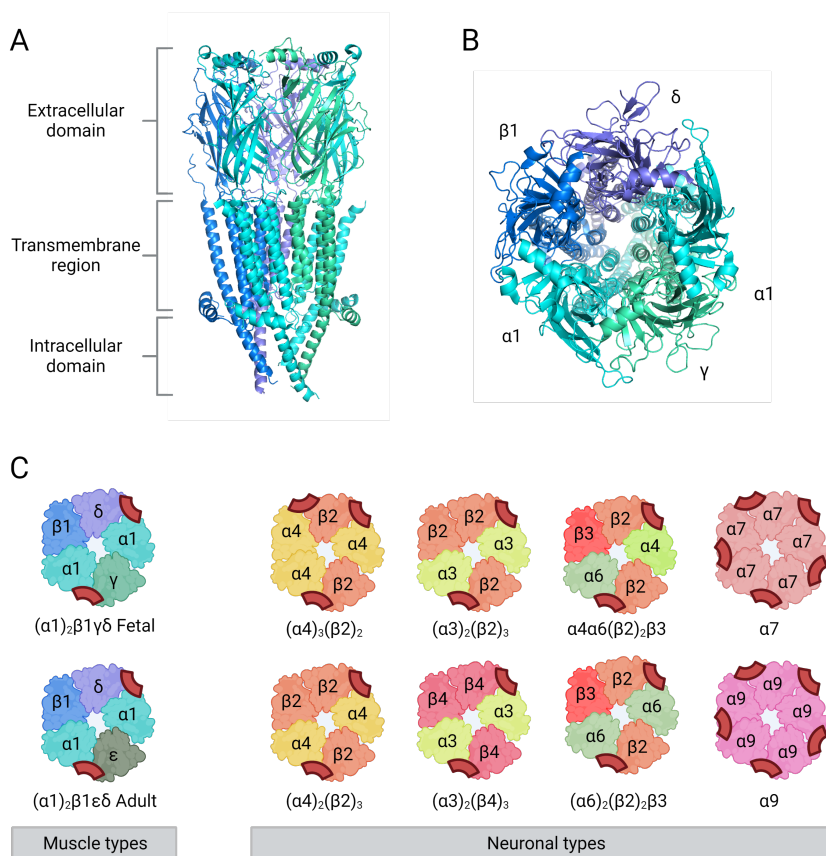 A
B
Extracellular
domain
Transmembrane
region
Intracellular
domain
δ
β1
α1
α1
γ
C
β1
δ
α1
α1
γ
(α1)₂β1γδ Fetal
α4
β2
α4
α4
β2
(α4)₃(β2)₂
β2
β2
α3
α3
β2
(α3)₂(β2)₃
β3
β2
α4
α6
β2
α4α6(β2)₂β3
α7
α7
α7
α7
α7
α7
β1
δ
α1
α1
ε
(α1)₂β1εδ Adult
β2
β2
α4
α4
β2
(α4)₂(β2)₃
β4
β4
α3
α3
β4
(α3)₂(β4)₃
β3
β2
α6
α6
β2
(α6)₂(β2)₂β3
α9
α9
α9
α9
α9
α9
Muscle types
Neuronal types